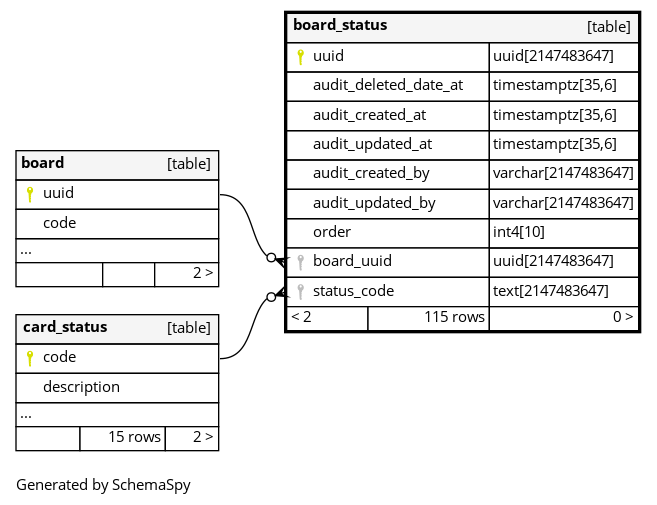 board_status [table]
uuid uuid[2147483647]
audit_deleted_date_at timestamptz[35,6]
audit_created_at timestamptz[35,6]
audit_updated_at timestamptz[35,6]
audit_created_by varchar[2147483647]
audit_updated_by varchar[2147483647]
order int4[10]
board_uuid uuid[2147483647]
status_code text[2147483647]
< 2 115 rows 0 >
board [table]
uuid
code
...
2 >
card_status [table]
code
description
...
15 rows 2 >
Generated by SchemaSpy